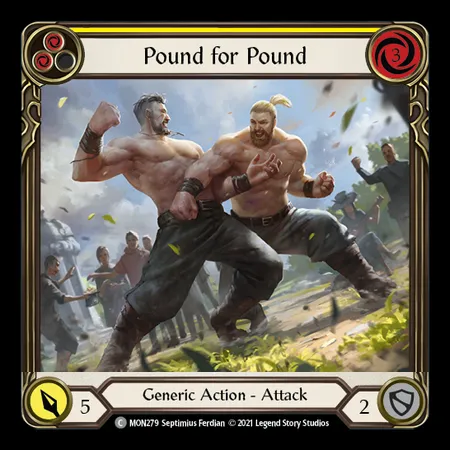 Pound for Pound
3
Generic Action - Attack
5
2
C MON279 Septimius Ferdian © 2021 Legend Story Studios